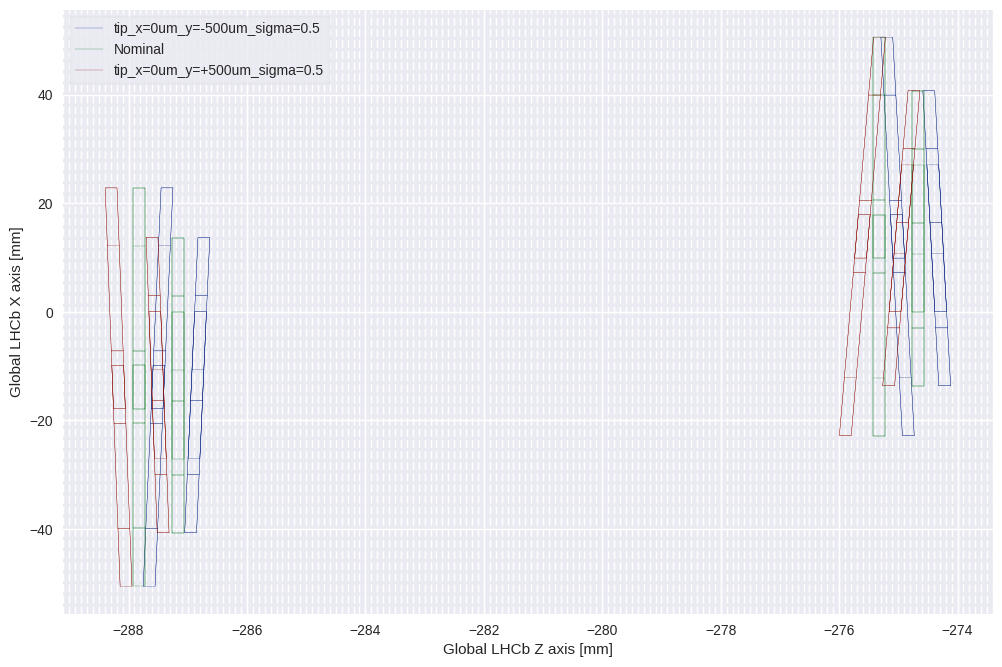 tip_x=0um_y=-500um_sigma=0.5
Nominal
tip_x=0um_y=+500um_sigma=0.5
Global LHCb X axis [mm]
40
20
0
−20
−40
−288 −286 −284 −282 −280 −278 −276 −274
Global LHCb Z axis [mm]